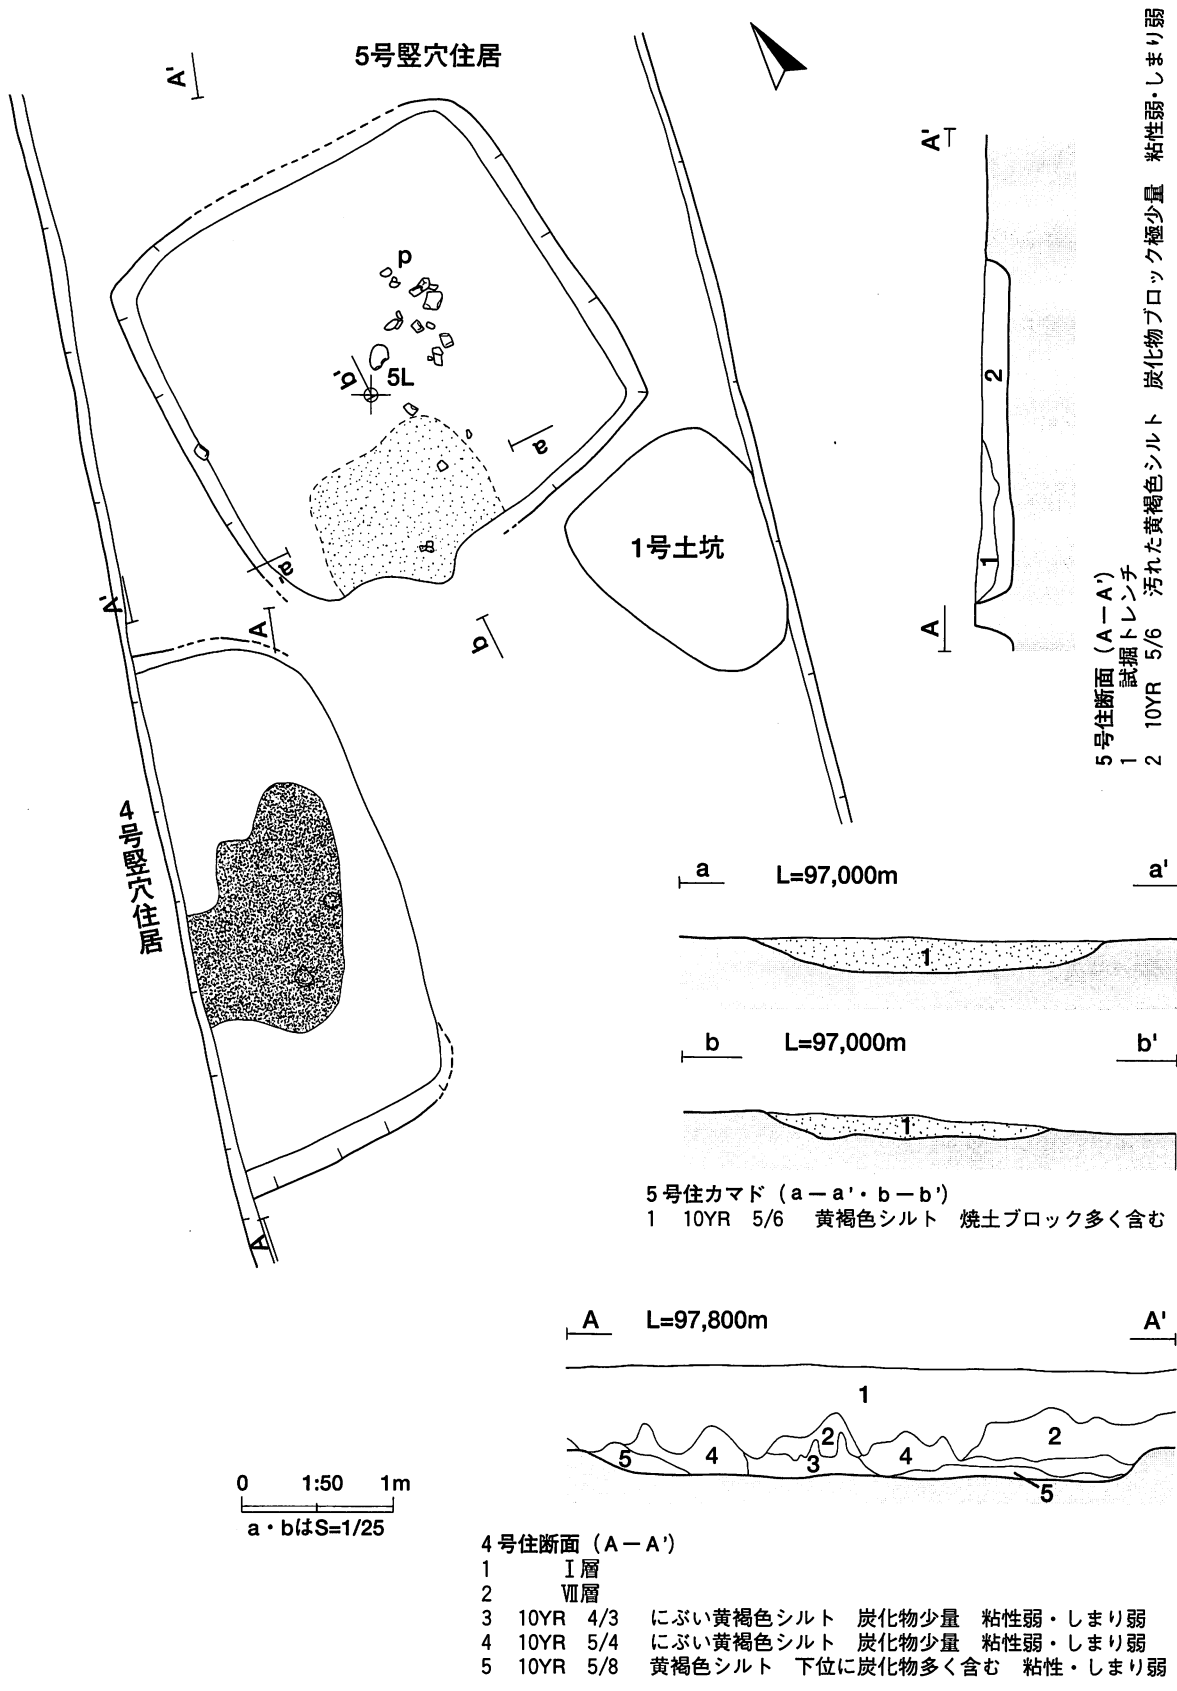 5号竪穴住居
A'
p
b'
5L
a
a'
b
A'
A
1号土坑
4号竪穴住居
A
A'
2
1
A
5号住断面（A－A'）
1 試掘トレンチ
2 10YR 5/6 汚れた黄褐色シルト 炭化物ブロック極少量 粘性弱・しまり弱
a L=97,000m a'
1
b L=97,000m b'
1
5号住カマド（a－a'・b－b'）
1 10YR 5/6 黄褐色シルト 焼土ブロック多く含む
A L=97,800m A'
1
2 2
5 4 3 4
5
0 1:50 1m
a・bはS=1/25
4号住断面（A－A'）
1 Ⅰ層
2 Ⅶ層
3 10YR 4/3 にぶい黄褐色シルト 炭化物少量 粘性弱・しまり弱
4 10YR 5/4 にぶい黄褐色シルト 炭化物少量 粘性弱・しまり弱
5 10YR 5/8 黄褐色シルト 下位に炭化物多く含む 粘性・しまり弱